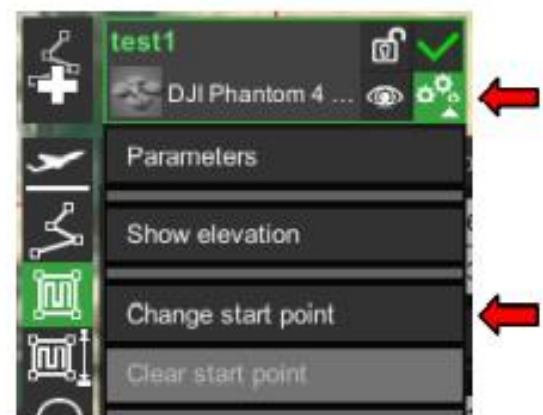 test1
DJI Phantom 4 ...
Parameters
Show elevation
Change start point
Clear start point